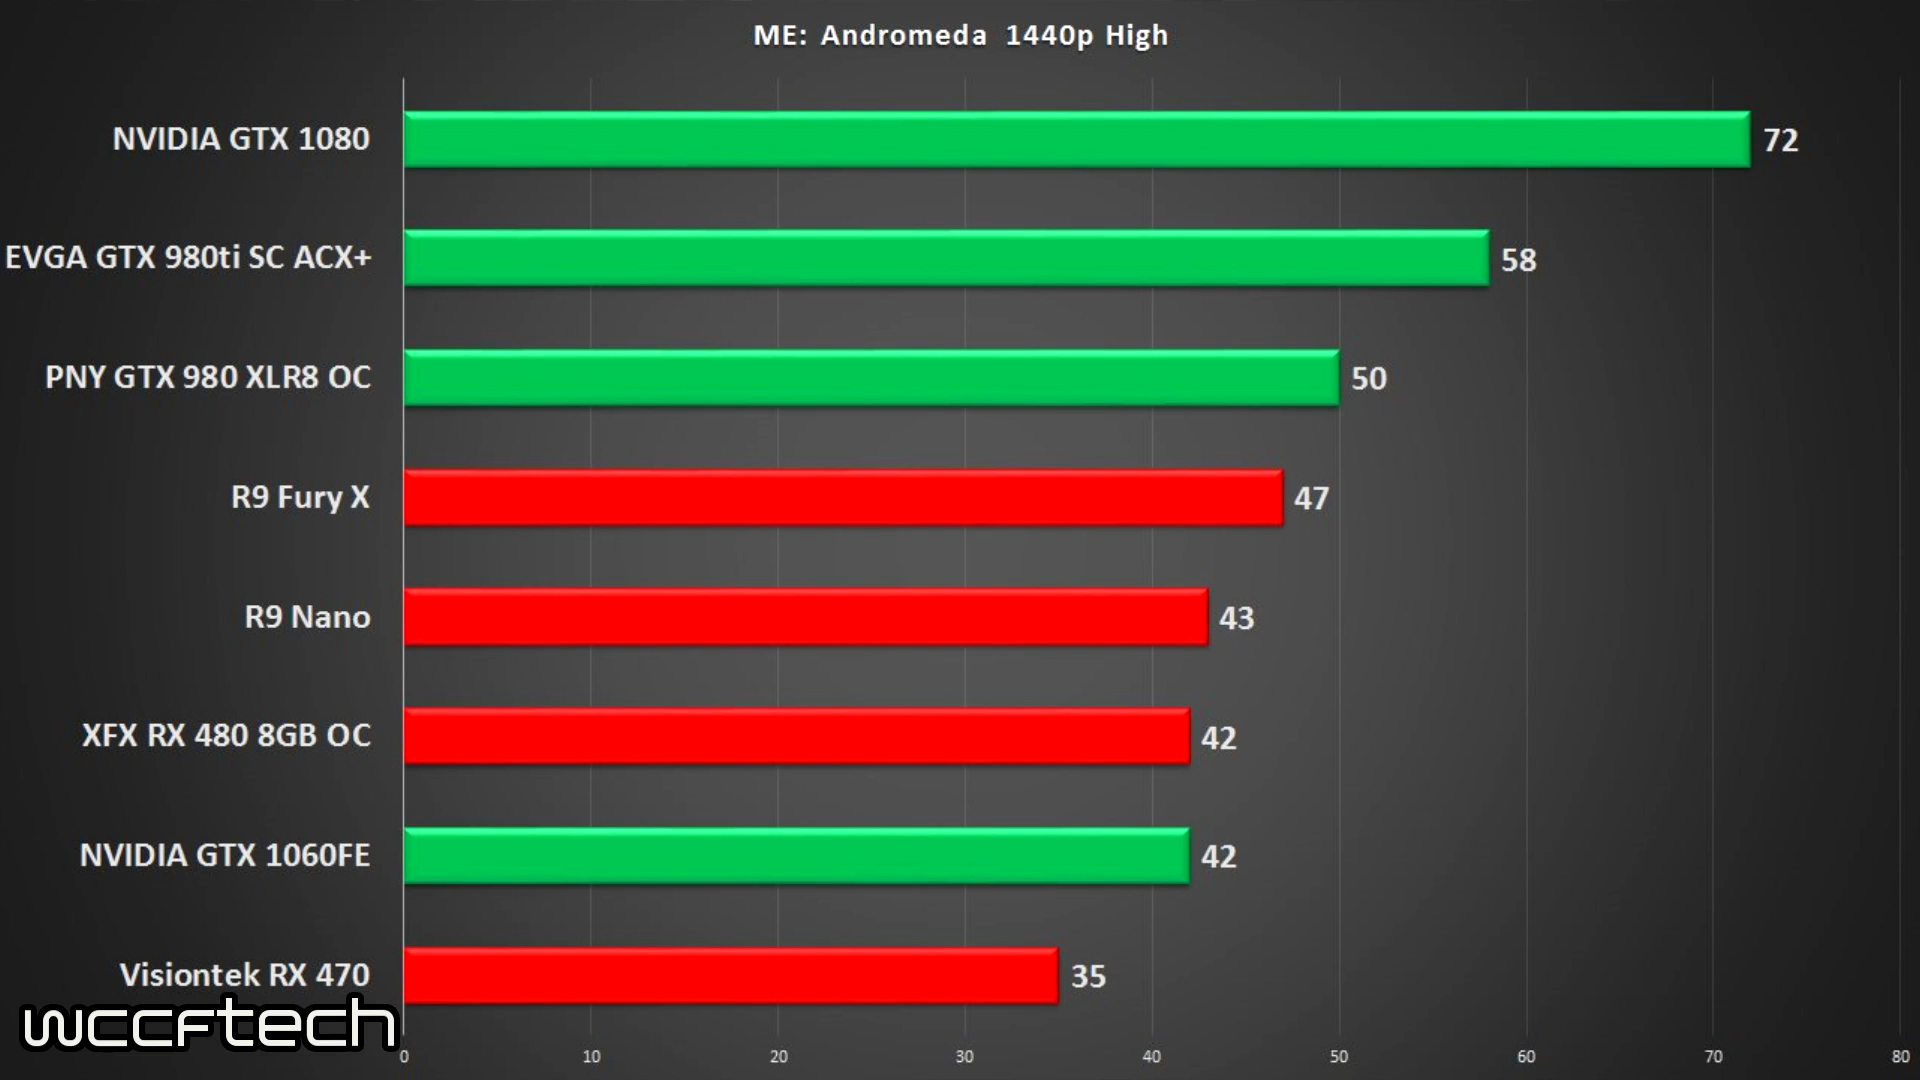 ME: Andromeda 1440p High
NVIDIA GTX 1080 72
EVGA GTX 980ti SC ACX+ 58
PNY GTX 980 XLR8 OC 50
R9 Fury X 47
R9 Nano 43
XFX RX 480 8GB OC 42
NVIDIA GTX 1060FE 42
Visiontek RX 470 35
wccftech
0 10 20 30 40 50 60 70 80